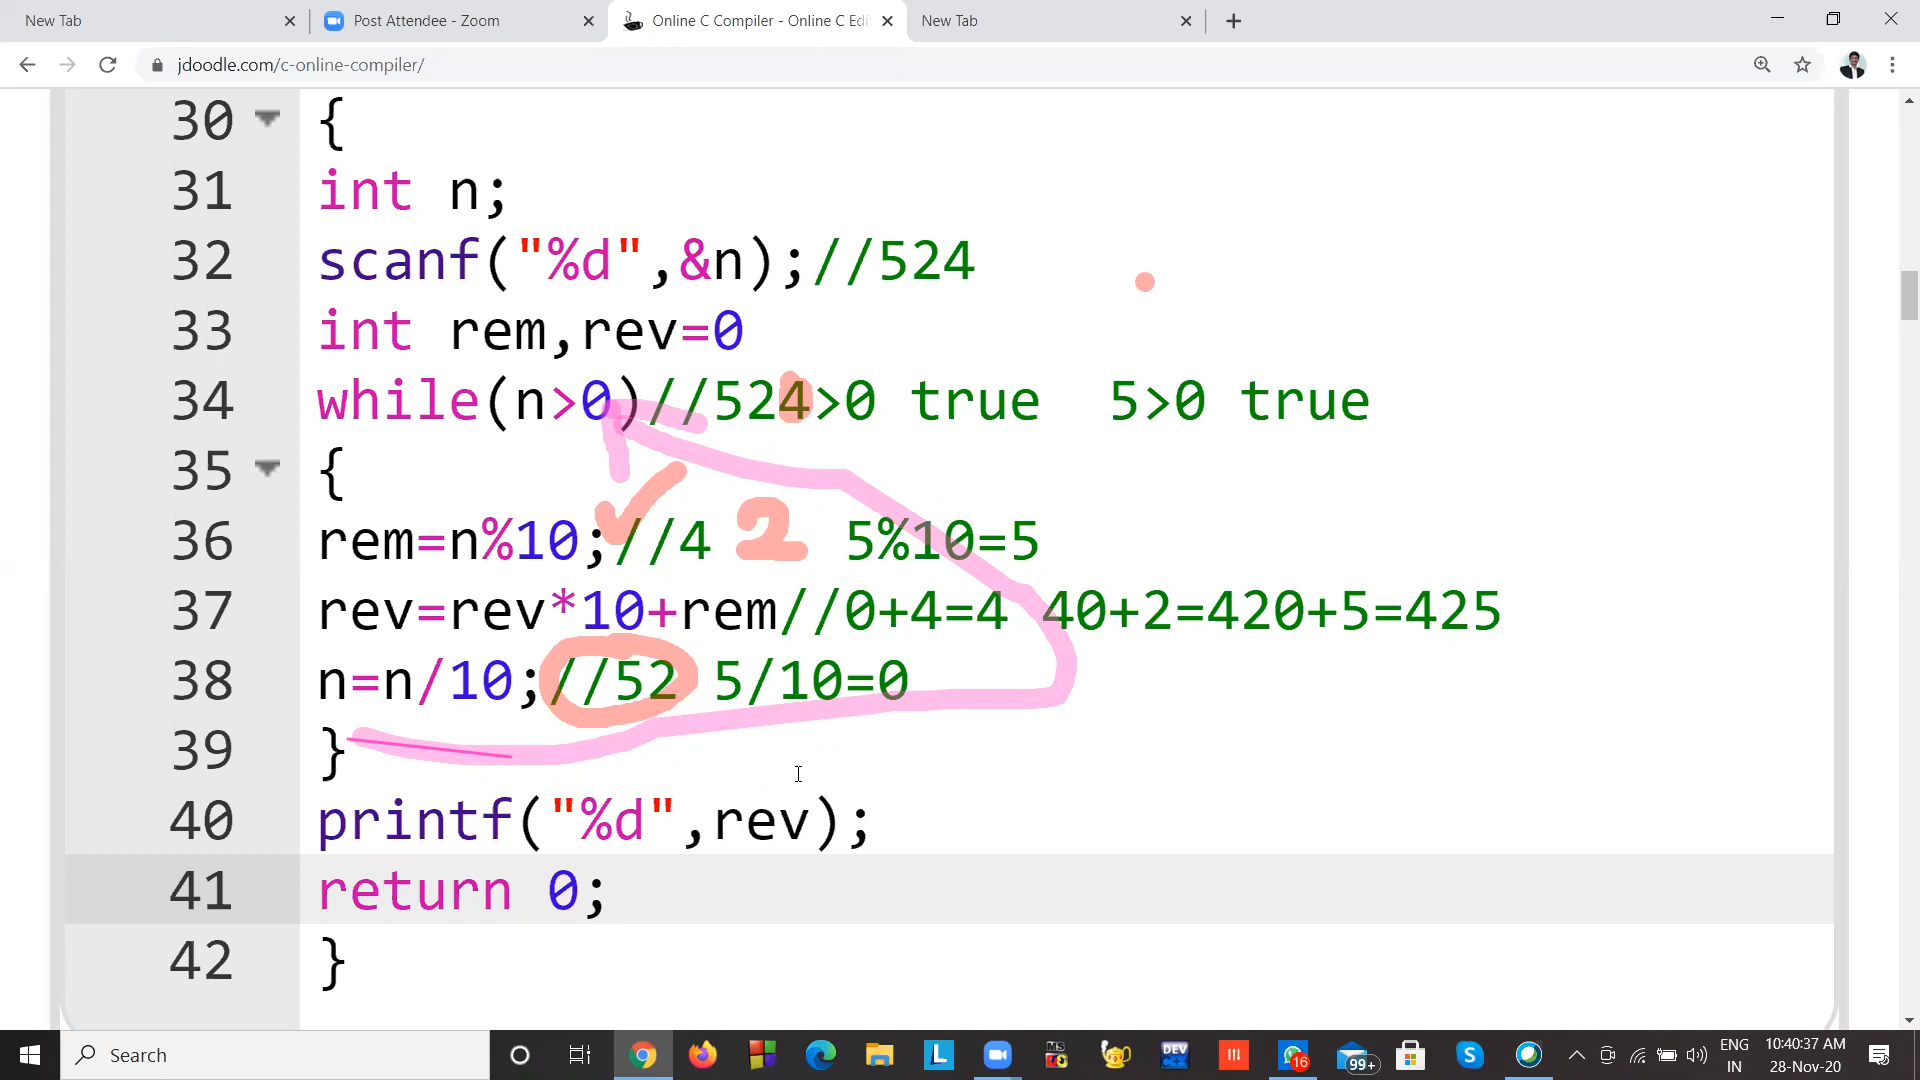 New Tab
Post Attendee - Zoom
Online C Compiler - Online C Edi
New Tab
jdoodle.com/c-online-compiler/
30 {
31 int n;
32 scanf("%d",&n);//524
33 int rem,rev=0
34 while(n>0)//524>0 true 5>0 true
35 {
36 rem=n%10;//4 2 5%10=5
37 rev=rev*10+rem//0+4=4 40+2=420+5=425
38 n=n/10;//52 5/10=0
39 }
40 printf("%d",rev);
41 return 0;
42 }
Search
L
DEV
16
99+
S
ENG
IN
10:40:37 AM
28-Nov-20